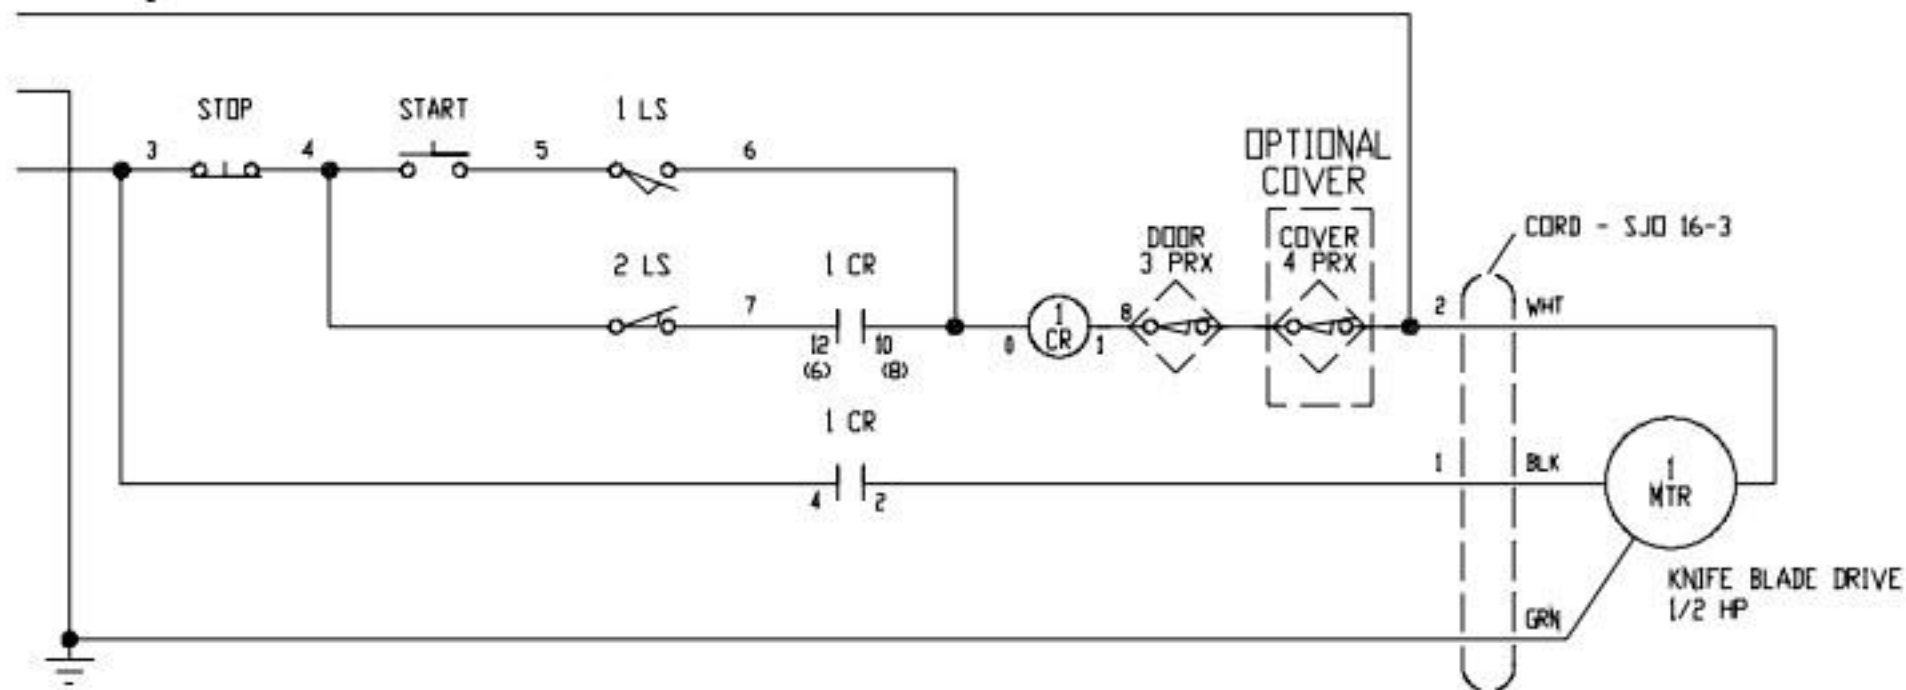 STOP
START
1 LS
3
4
5
6
OPTIONAL
COVER
CORD - SJO 16-3
DOOR
3 PRX
COVER
4 PRX
2 LS
1 CR
7
12
(6)
10
(8)
0
1
CR
1
8
2
WHT
1 CR
4
2
1
BLK
1
MTR
KNIFE BLADE DRIVE
1/2 HP
GRN